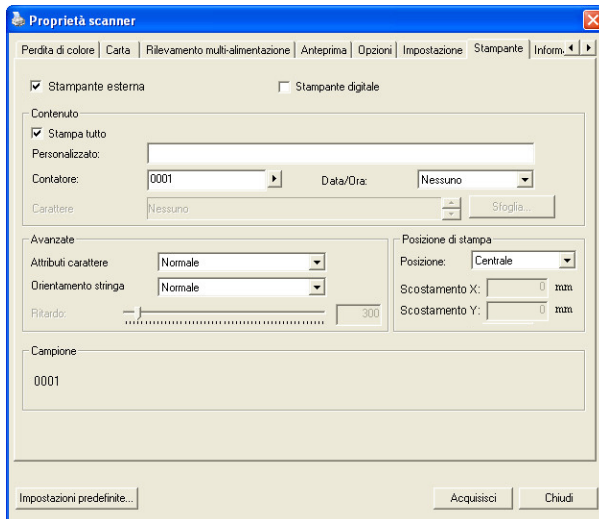 Proprietà scanner
Perdita di colore Carta Rilevamento multi-alimentazione Anteprima Opzioni Impostazione Stampante Inform
Stampante esterna Stampante digitale
Contenuto
Stampa tutto
Personalizzato:
Contatore: 0001 Data/Ora: Nessuno
Carattere Nessuno Sfoglia...
Avanzate Posizione di stampa
Attributi carattere Normale Posizione: Centrale
Orientamento stringa Normale Scostamento X: 0 mm
Ritardo: 300 Scostamento Y: 0 mm
Campione
0001
Impostazioni predefinite... Acquisisci Chiudi